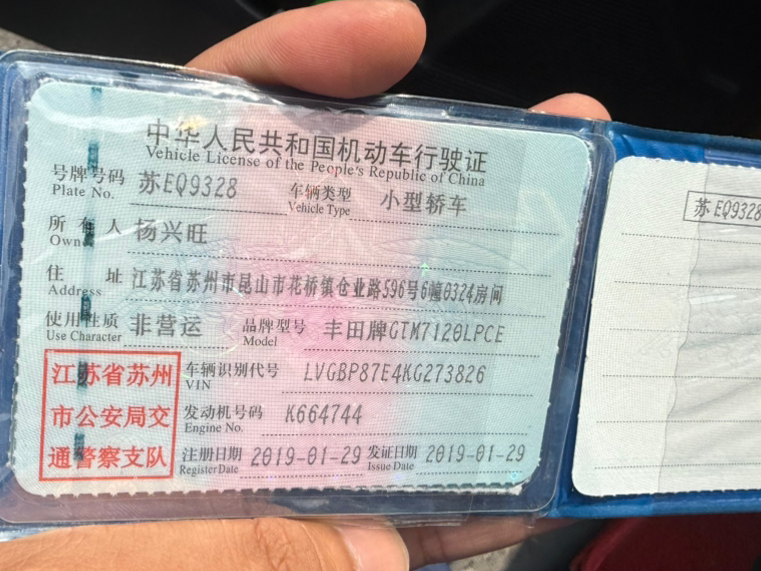 中华人民共和国机动车行驶证
Vehicle License of the People's Republic of China
号牌号码 苏EQ9328 车辆类型 小型轿车
Plate No. Vehicle Type
所有人 杨兴旺
Owner
住址 江苏省苏州市昆山市花桥镇仓业路596号6幢0324房间
Address
使用性质 非营运 品牌型号 丰田牌GTM7120LPCE
Use Character Model
车辆识别代号 LVGBP87E4KG273826
VIN
发动机号码 K664744
Engine No.
注册日期 2019-01-29 发证日期 2019-01-29
Register Date Issue Date
江苏省苏州
市公安局交
通警察支队
苏EQ9328